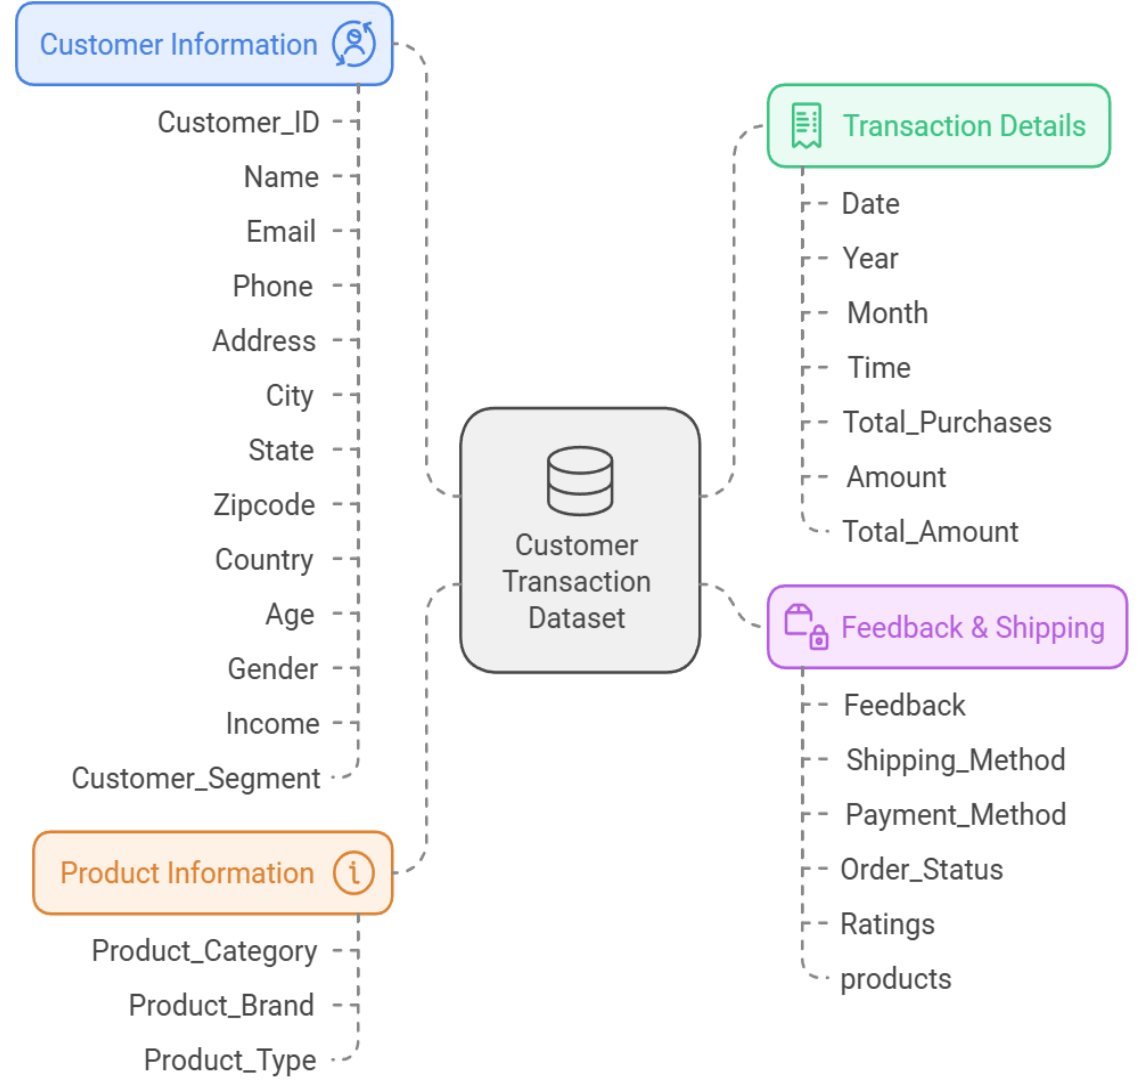 Customer Information
Customer_ID
Name
Email
Phone
Address
City
State
Zipcode
Country
Age
Gender
Income
Customer_Segment
Product Information
Product_Category
Product_Brand
Product_Type
Customer
Transaction
Dataset
Transaction Details
Date
Year
Month
Time
Total_Purchases
Amount
Total_Amount
Feedback & Shipping
Feedback
Shipping_Method
Payment_Method
Order_Status
Ratings
products